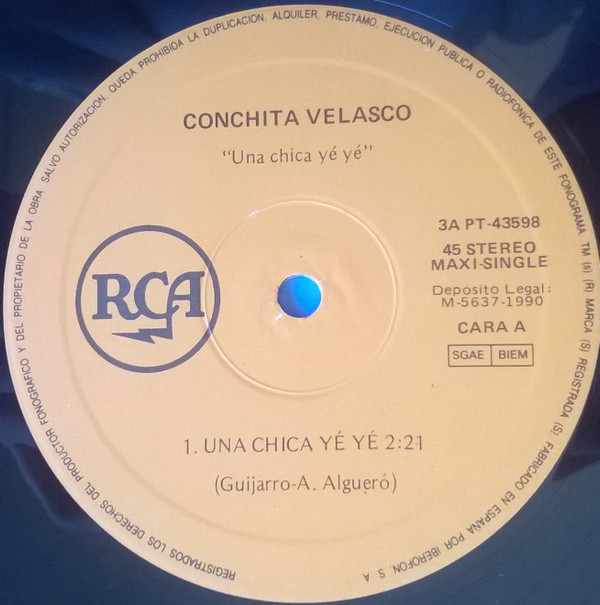 REGISTRADOS LOS DERECHOS DEL PRODUCTOR FONOGRAFICO Y DEL PROPIETARIO DE LA OBRA. SALVO AUTORIZACION, QUEDA PROHIBIDA LA DUPLICACION, ALQUILER, PRESTAMO, EJECUCION PUBLICA O RADIOFONICA DE ESTE FONOGRAMA. TM (s) (R) MARCA (S) REGISTRADA (S) FABRICADO EN ESPAÑA POR IBEROFON, S. A.
CONCHITA VELASCO
"Una chica yé yé"
3A PT-43598
45 STEREO
MAXI-SINGLE
Depósito Legal:
M-5637-1990
CARA A
SGAE BIEM
RCA
1. UNA CHICA YÉ YÉ 2:21
(Guijarro-A. Algueró)